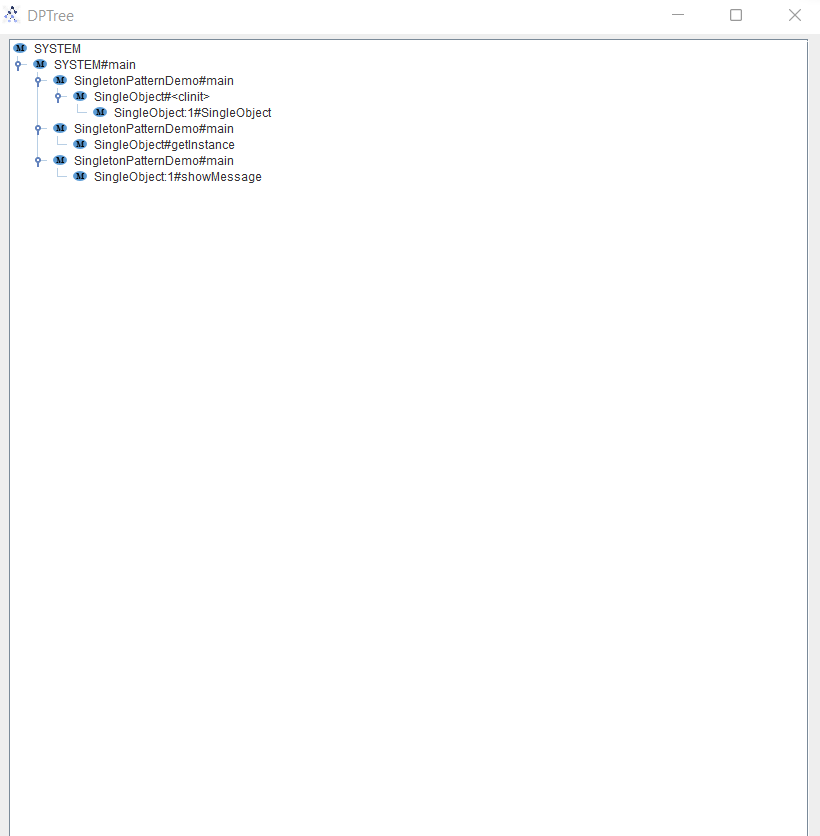 DPTree
SYSTEM
SYSTEM#main
SingletonPatternDemo#main
SingleObject#<clinit>
SingleObject:1#SingleObject
SingletonPatternDemo#main
SingleObject#getInstance
SingletonPatternDemo#main
SingleObject:1#showMessage